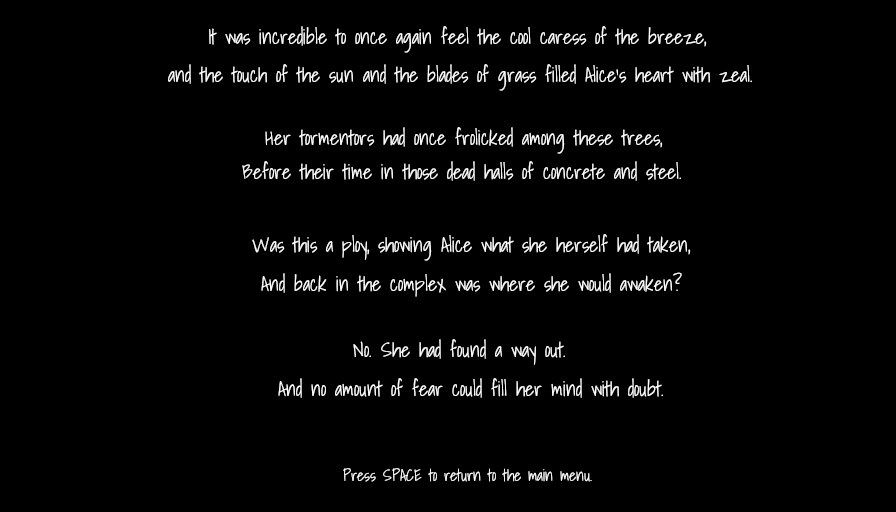 It was incredible to once again feel the cool caress of the breeze,
and the touch of the sun and the blades of grass filled Alice's heart with zeal.
Her tormentors had once frolicked among these trees,
Before their time in those dead halls of concrete and steel.
Was this a ploy, showing Alice what she herself had taken,
And back in the complex was where she would awaken?
No. She had found a way out.
And no amount of fear could fill her mind with doubt.
Press SPACE to return to the main menu.